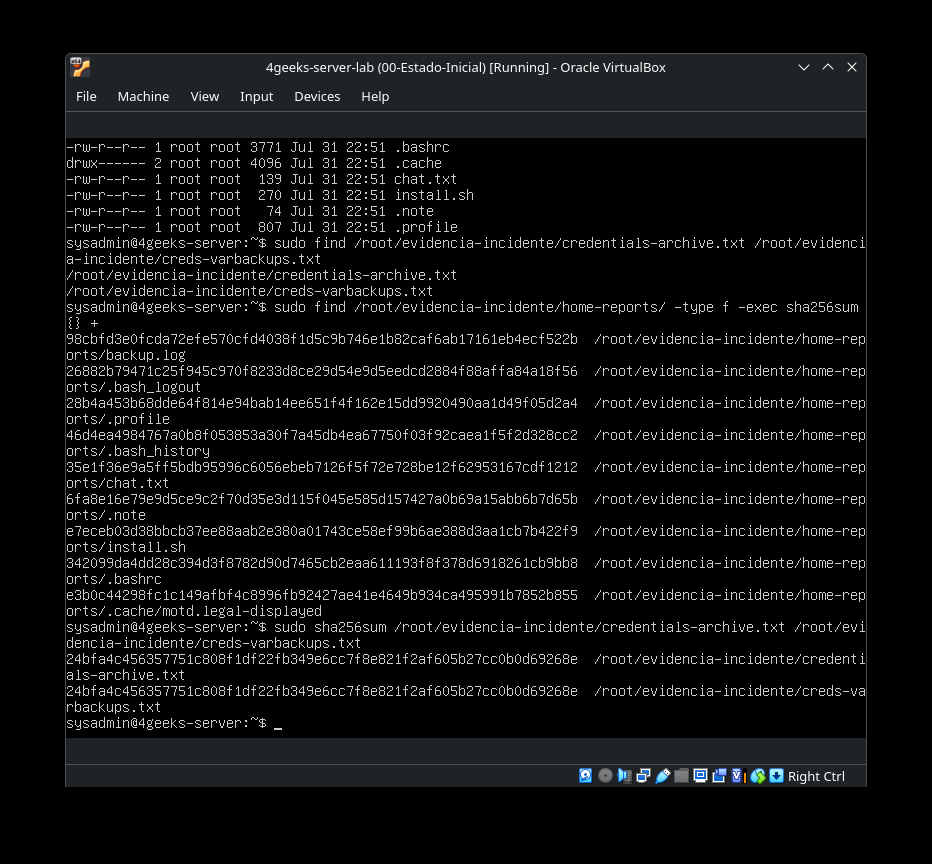 4geeks-server-lab (00-Estado-Inicial) [Running] - Oracle VirtualBox
File Machine View Input Devices Help
-rw-r--r-- 1 root root 3771 Jul 31 22:51 .bashrc
drwx------ 2 root root 4096 Jul 31 22:51 .cache
-rw-r--r-- 1 root root  139 Jul 31 22:51 chat.txt
-rw-r--r-- 1 root root  270 Jul 31 22:51 install.sh
-rw-r--r-- 1 root root   74 Jul 31 22:51 .note
-rw-r--r-- 1 root root  807 Jul 31 22:51 .profile
sysadmin@4geeks-server:~$ sudo find /root/evidencia-incidente/credentials-archive.txt /root/evidenci
a-incidente/creds-varbackups.txt
/root/evidencia-incidente/credentials-archive.txt
/root/evidencia-incidente/creds-varbackups.txt
sysadmin@4geeks-server:~$ sudo find /root/evidencia-incidente/home-reports/ -type f -exec sha256sum
{} +
98cbfd3e0fcda72efe570cfd4038f1d5c9b746e1b82caf6ab17161eb4ecf522b  /root/evidencia-incidente/home-rep
orts/backup.log
26882b79471c25f945c970f8233d8ce29d54e9d5eedcd2884f88affa84a18f56  /root/evidencia-incidente/home-rep
orts/.bash_logout
28b4a453b68dde64f814e94bab14ee651f4f162e15dd9920490aa1d49f05d2a4  /root/evidencia-incidente/home-rep
orts/.profile
46d4ea4984767a0b8f053853a30f7a45db4ea67750f03f92caea1f5f2d328cc2  /root/evidencia-incidente/home-rep
orts/.bash_history
35e1f36e9a5ff5bdb95996c6056ebeb7126f5f72e728be12f62953167cdf1212  /root/evidencia-incidente/home-rep
orts/chat.txt
6fa8e16e79e9d5ce9c2f70d35e3d115f045e585d157427a0b69a15abb6b7d65b  /root/evidencia-incidente/home-rep
orts/.note
e7eceb03d38bbcb37ee88aab2e380a01743ce58ef99b6ae388d3aa1cb7b422f9  /root/evidencia-incidente/home-rep
orts/install.sh
342099da4dd28c394d3f8782d90d7465cb2eaa611193f8f378d6918261cb9bb8  /root/evidencia-incidente/home-rep
orts/.bashrc
e3b0c44298fc1c149afbf4c8996fb92427ae41e4649b934ca495991b7852b855  /root/evidencia-incidente/home-rep
orts/.cache/motd.legal-displayed
sysadmin@4geeks-server:~$ sudo sha256sum /root/evidencia-incidente/credentials-archive.txt /root/evi
dencia-incidente/creds-varbackups.txt
24bfa4c456357751c808f1df22fb349e6cc7f8e821f2af605b27cc0b0d69268e  /root/evidencia-incidente/credenti
als-archive.txt
24bfa4c456357751c808f1df22fb349e6cc7f8e821f2af605b27cc0b0d69268e  /root/evidencia-incidente/creds-va
rbackups.txt
sysadmin@4geeks-server:~$ _
Right Ctrl